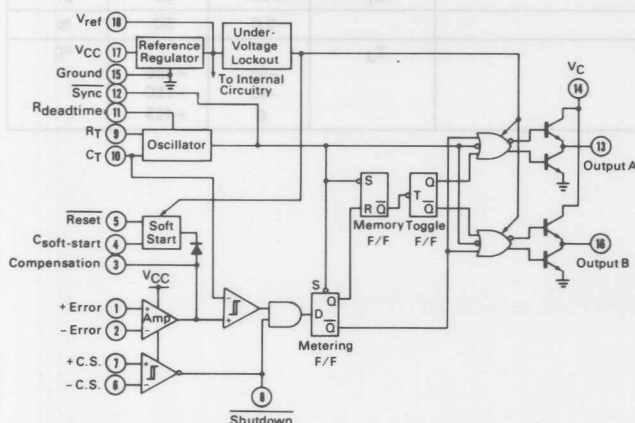 Vref 18
VCC 17
Reference Regulator
Under-Voltage Lockout
Ground 15
To Internal Circuitry
VC
14
Sync 12
Rdeadtime 11
RT 9
Oscillator
CT 10
13
Output A
S
R Q
Memory F/F
Q
T
Q
Toggle F/F
Reset 5
Soft Start
Csoft-start 4
Compensation 3
16
Output B
VCC
+ Error 1
+
Amp
− Error 2
−
−
+
S
Q
D
Q
Metering F/F
+ C.S. 7
+
− C.S. 6
−
8
Shutdown